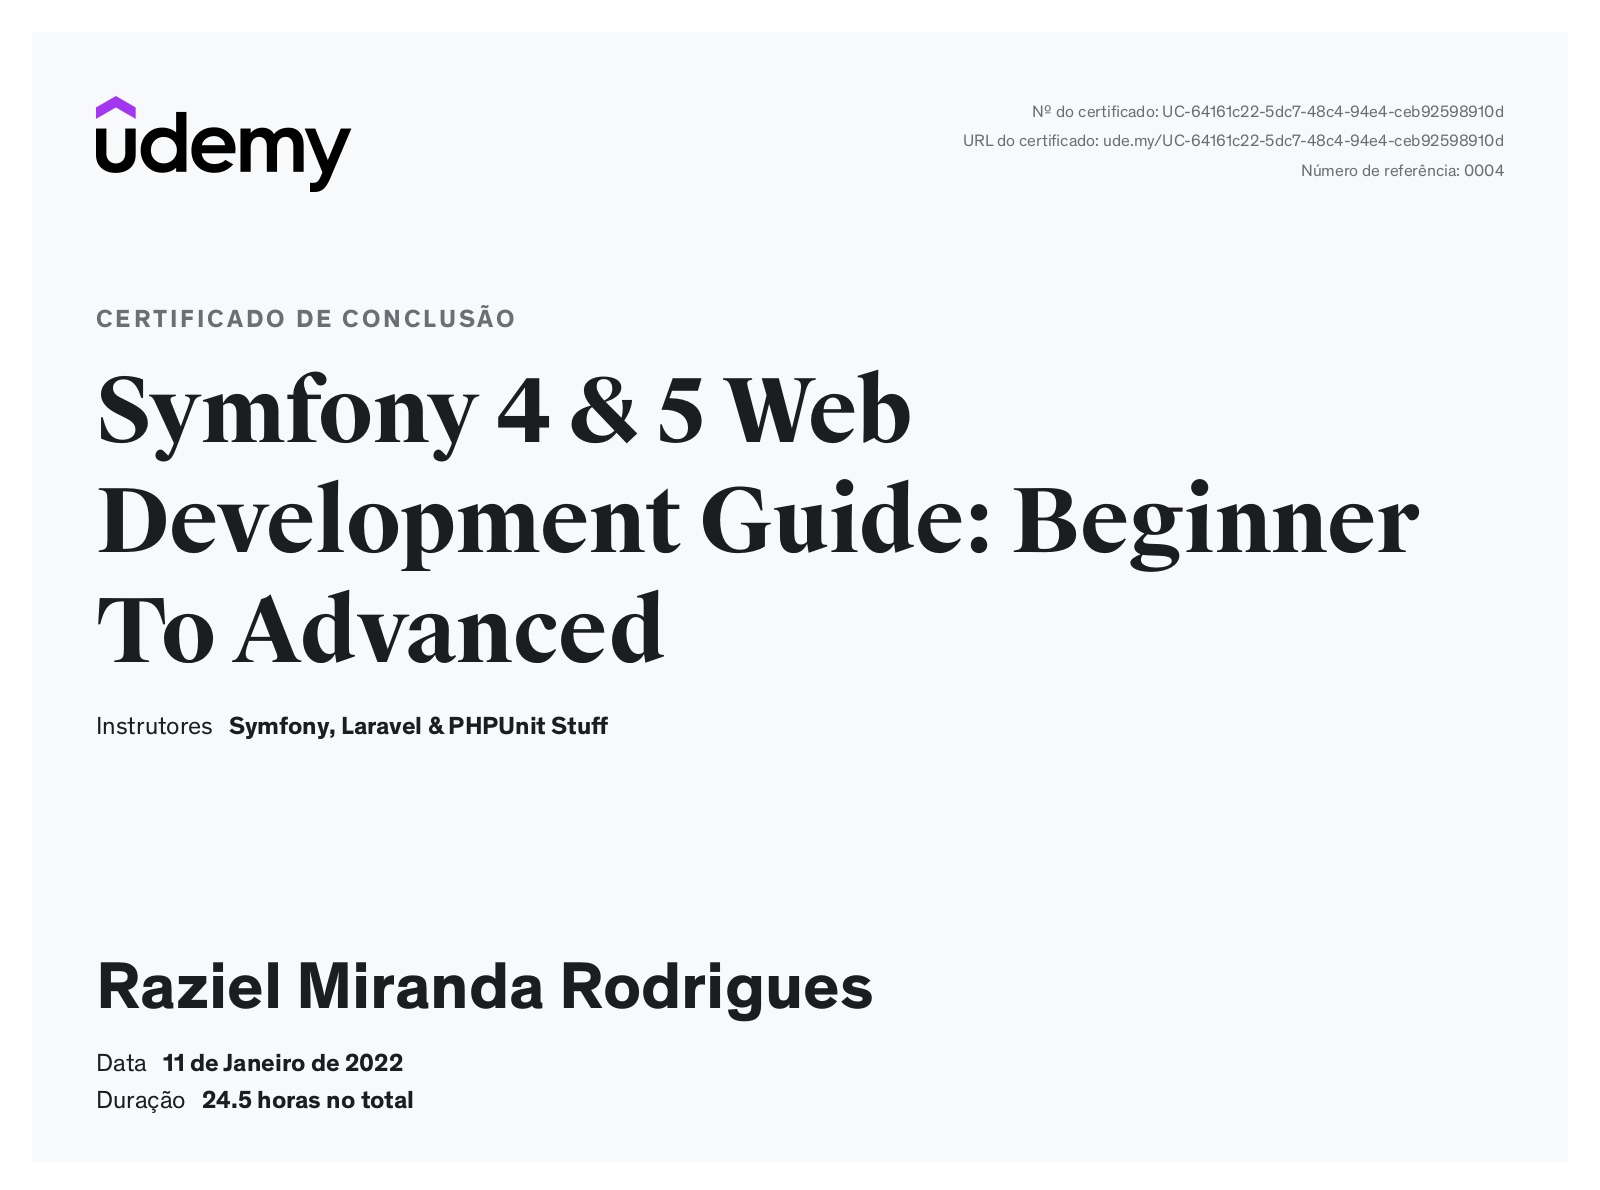 udemy
Nº do certificado: UC-64161c22-5dc7-48c4-94e4-ceb92598910d
URL do certificado: ude.my/UC-64161c22-5dc7-48c4-94e4-ceb92598910d
Número de referência: 0004
CERTIFICADO DE CONCLUSÃO
Symfony 4 & 5 Web
Development Guide: Beginner
To Advanced
Instrutores Symfony, Laravel & PHPUnit Stuff
Raziel Miranda Rodrigues
Data 11 de Janeiro de 2022
Duração 24.5 horas no total